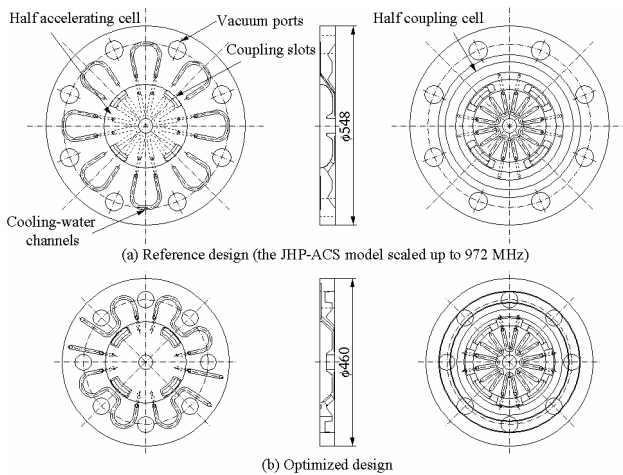 Half accelerating cell
Vacuum ports
Coupling slots
Half coupling cell
ϕ548
Cooling-water
channels
(a) Reference design (the JHP-ACS model scaled up to 972 MHz)
ϕ460
(b) Optimized design